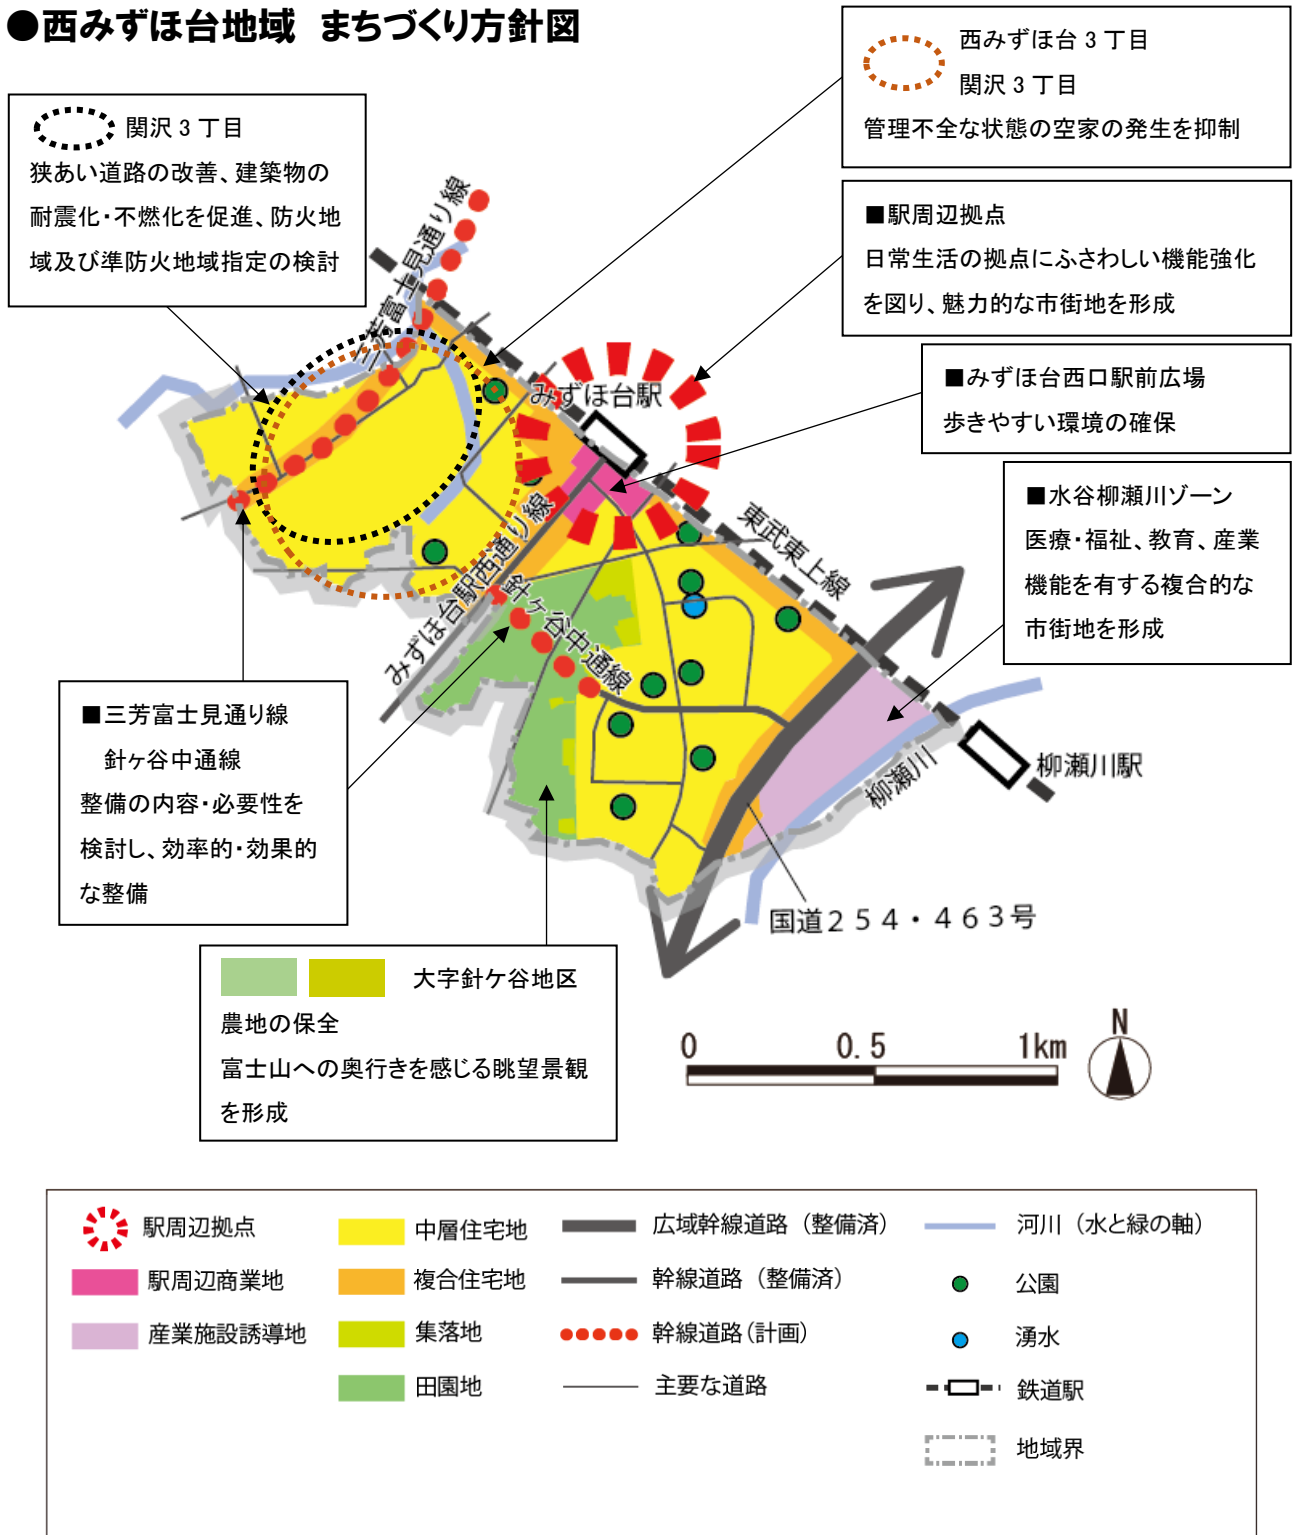 ●西みずほ台地域 まちづくり方針図
西みずほ台3丁目
関沢3丁目
管理不全な状態の空家の発生を抑制
関沢3丁目
狭あい道路の改善、建築物の
耐震化・不燃化を促進、防火地
域及び準防火地域指定の検討
■駅周辺拠点
日常生活の拠点にふさわしい機能強化
を図り、魅力的な市街地を形成
■みずほ台西口駅前広場
歩きやすい環境の確保
■水谷柳瀬川ゾーン
医療・福祉、教育、産業
機能を有する複合的な
市街地を形成
三芳富士見通り線
みずほ台駅
東武東上線
みずほ台駅西通り線
針ヶ谷中通線
柳瀬川
柳瀬川駅
国道254・463号
■三芳富士見通り線
針ヶ谷中通線
整備の内容・必要性を
検討し、効率的・効果的
な整備
大字針ケ谷地区
農地の保全
富士山への奥行きを感じる眺望景観
を形成
0 0.5 1km
N
駅周辺拠点
駅周辺商業地
産業施設誘導地
中層住宅地
複合住宅地
集落地
田園地
広域幹線道路（整備済）
幹線道路（整備済）
幹線道路(計画)
主要な道路
河川（水と緑の軸）
公園
湧水
鉄道駅
地域界